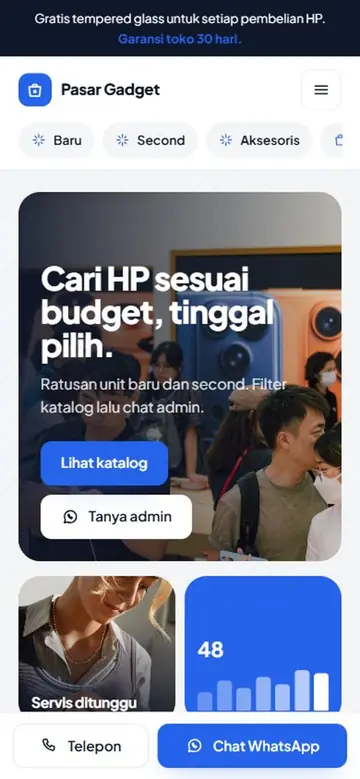 Gratis tempered glass untuk setiap pembelian HP.
Garansi toko 30 hari.
Pasar Gadget
Baru
Second
Aksesoris
Cari HP sesuai
budget, tinggal
pilih.
Ratusan unit baru dan second. Filter
katalog lalu chat admin.
Lihat katalog
Tanya admin
Servis ditunggu
48
Telepon
Chat WhatsApp